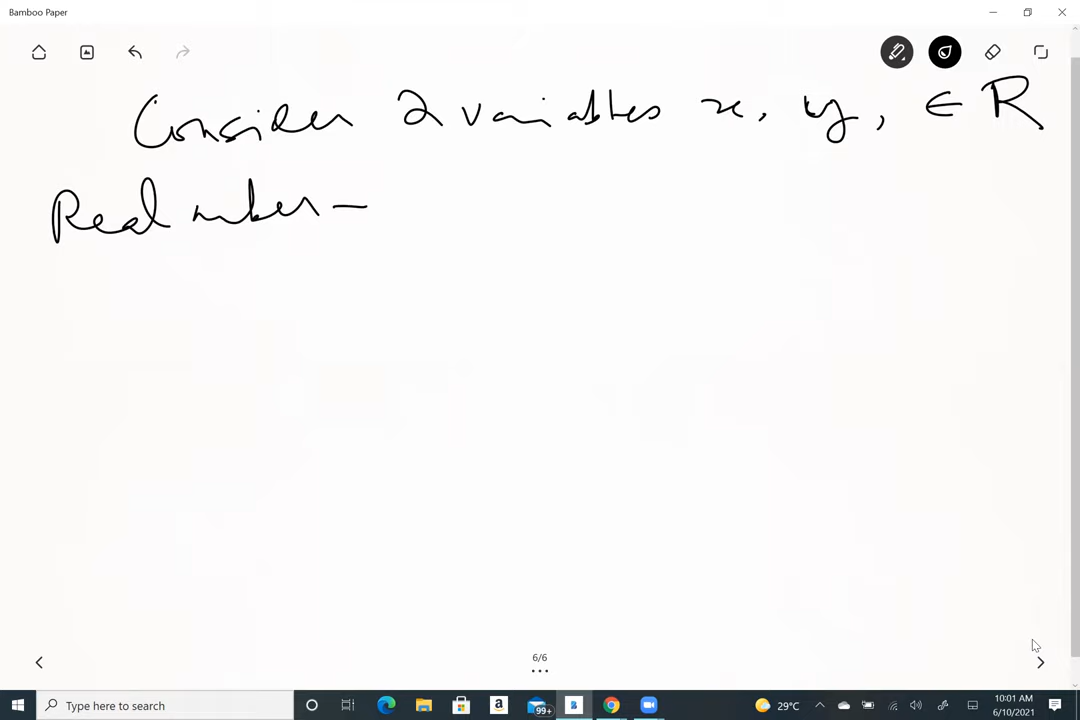 Bamboo Paper
Consider 2 variables x, y, ∈ R
Real number –
6/6
Type here to search
99+
29°C
10:01 AM
6/10/2021